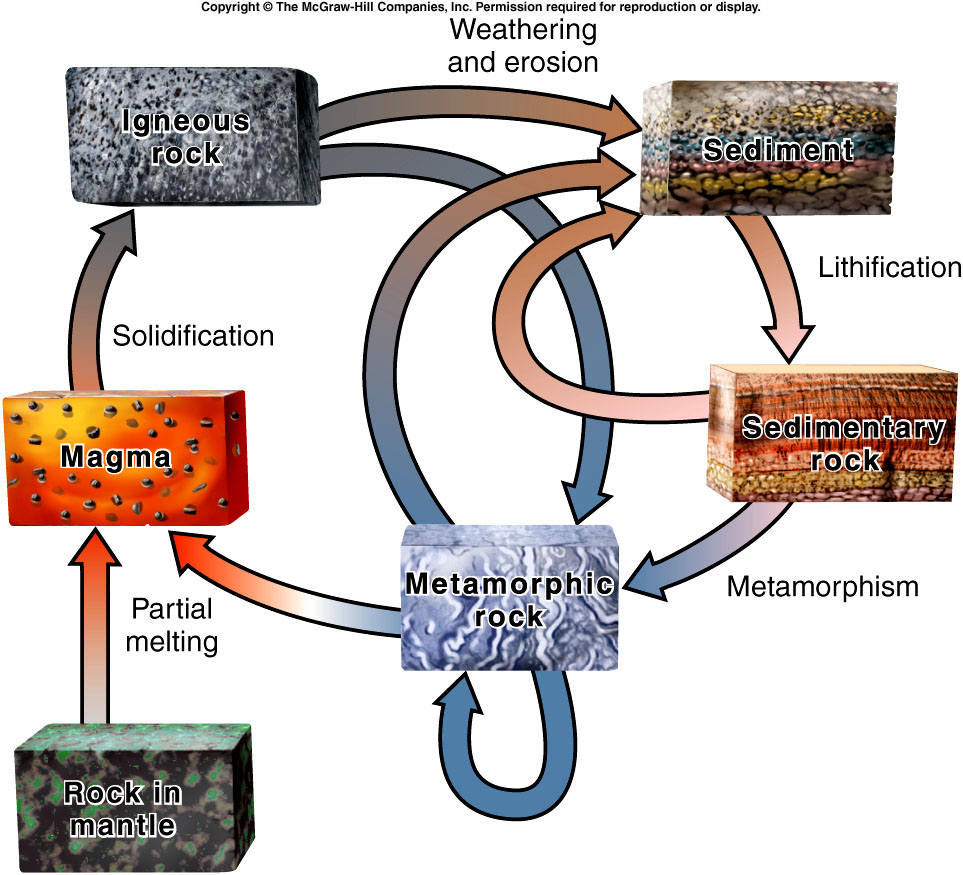 Copyright © The McGraw-Hill Companies, Inc. Permission required for reproduction or display.
Weathering
and erosion
Igneous
rock
Sediment
Lithification
Solidification
Magma
Sedimentary
rock
Metamorphic
rock
Metamorphism
Partial
melting
Rock in
mantle